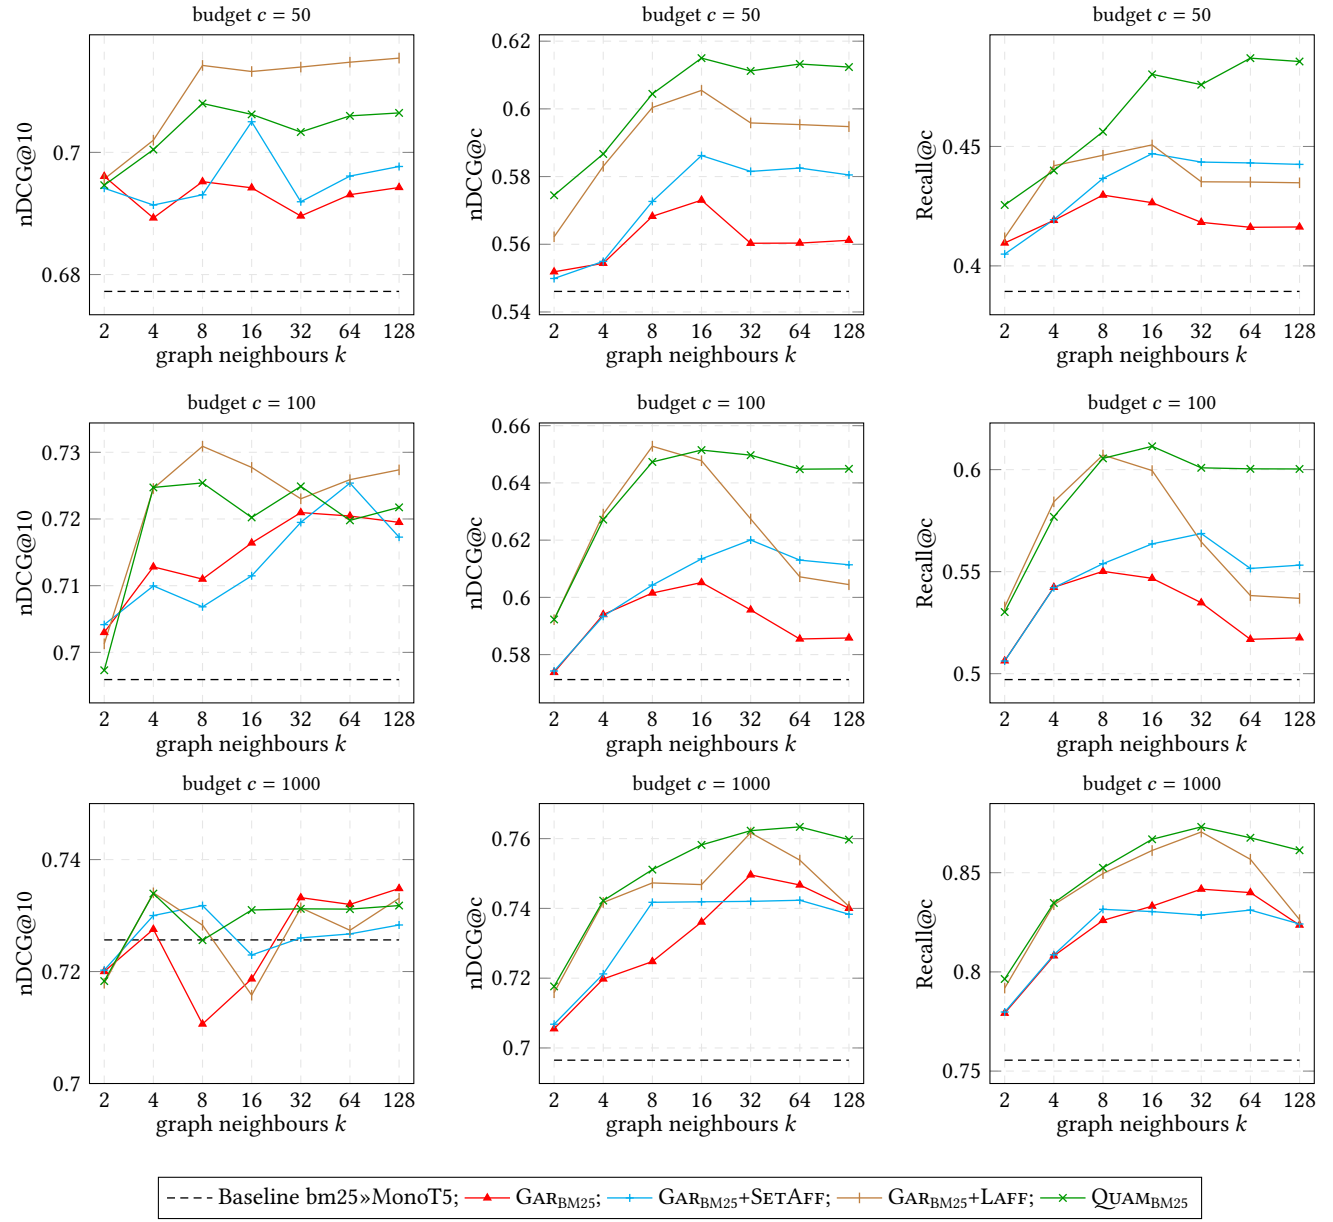 budget c = 50
0.7
0.68
nDCG@10
2 4 8 16 32 64 128
graph neighbours k
budget c = 50
0.62
0.6
0.58
0.56
0.54
nDCG@c
2 4 8 16 32 64 128
graph neighbours k
budget c = 50
0.45
0.4
Recall@c
2 4 8 16 32 64 128
graph neighbours k
budget c = 100
0.73
0.72
0.71
0.7
nDCG@10
2 4 8 16 32 64 128
graph neighbours k
budget c = 100
0.66
0.64
0.62
0.6
0.58
nDCG@c
2 4 8 16 32 64 128
graph neighbours k
budget c = 100
0.6
0.55
0.5
Recall@c
2 4 8 16 32 64 128
graph neighbours k
budget c = 1000
0.74
0.72
0.7
nDCG@10
2 4 8 16 32 64 128
graph neighbours k
budget c = 1000
0.76
0.74
0.72
0.7
nDCG@c
2 4 8 16 32 64 128
graph neighbours k
budget c = 1000
0.85
0.8
0.75
Recall@c
2 4 8 16 32 64 128
graph neighbours k
Baseline bm25»MonoT5; GAR BM25; GAR BM25+SETAFF; GAR BM25+LAFF; QUAM BM25